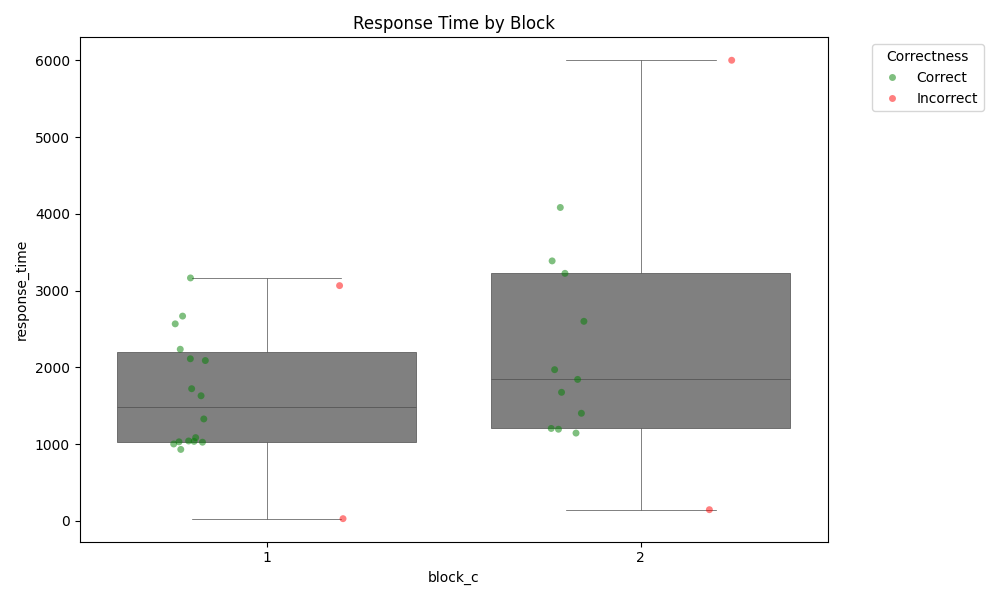 Response Time by Block
Correctness
Correct
Incorrect
6000
5000
4000
3000
2000
1000
0
response_time
1
2
block_c